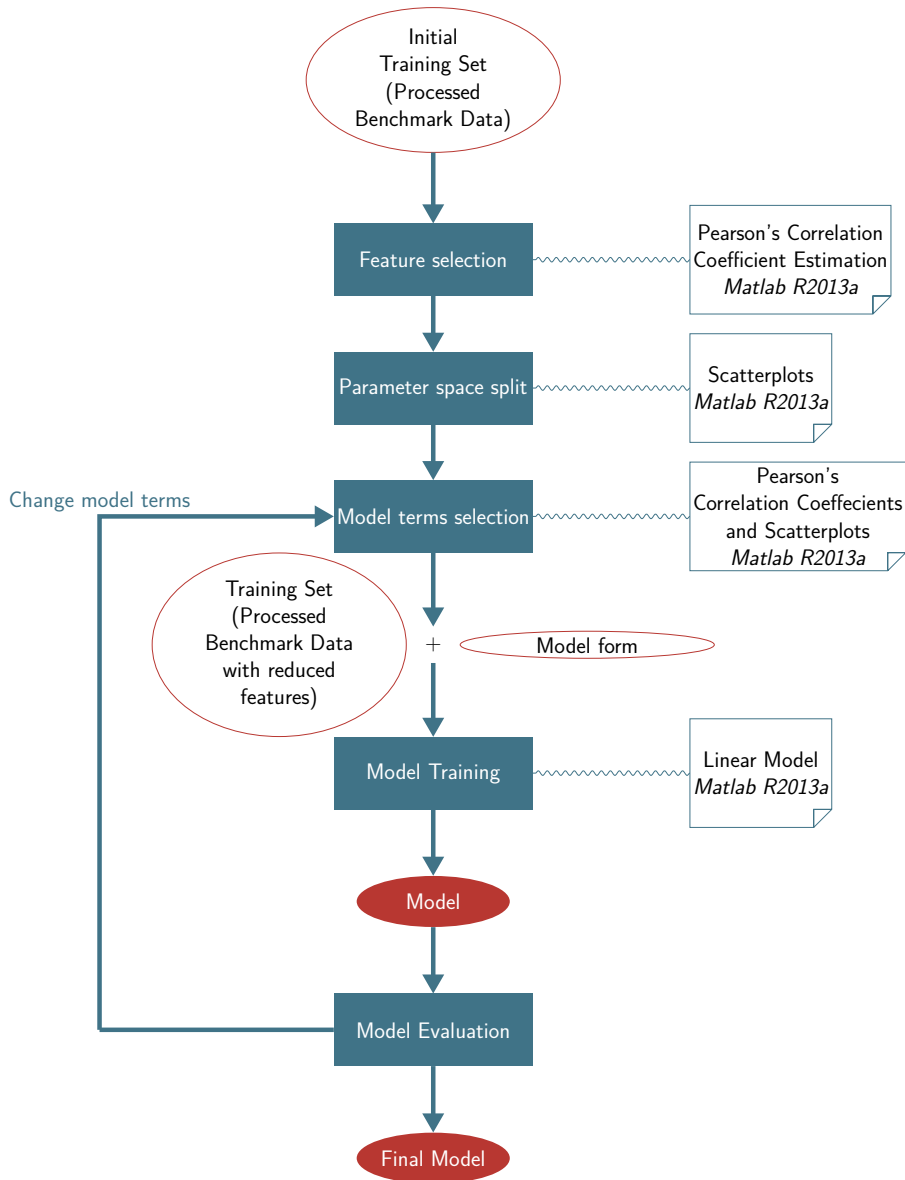 Initial
Training Set
(Processed
Benchmark Data)
Feature selection
Pearson's Correlation
Coefficient Estimation
Matlab R2013a
Parameter space split
Scatterplots
Matlab R2013a
Change model terms
Model terms selection
Pearson's
Correlation Coeffecients
and Scatterplots
Matlab R2013a
Training Set
(Processed
Benchmark Data
with reduced
features)
+
Model form
Model Training
Linear Model
Matlab R2013a
Model
Model Evaluation
Final Model